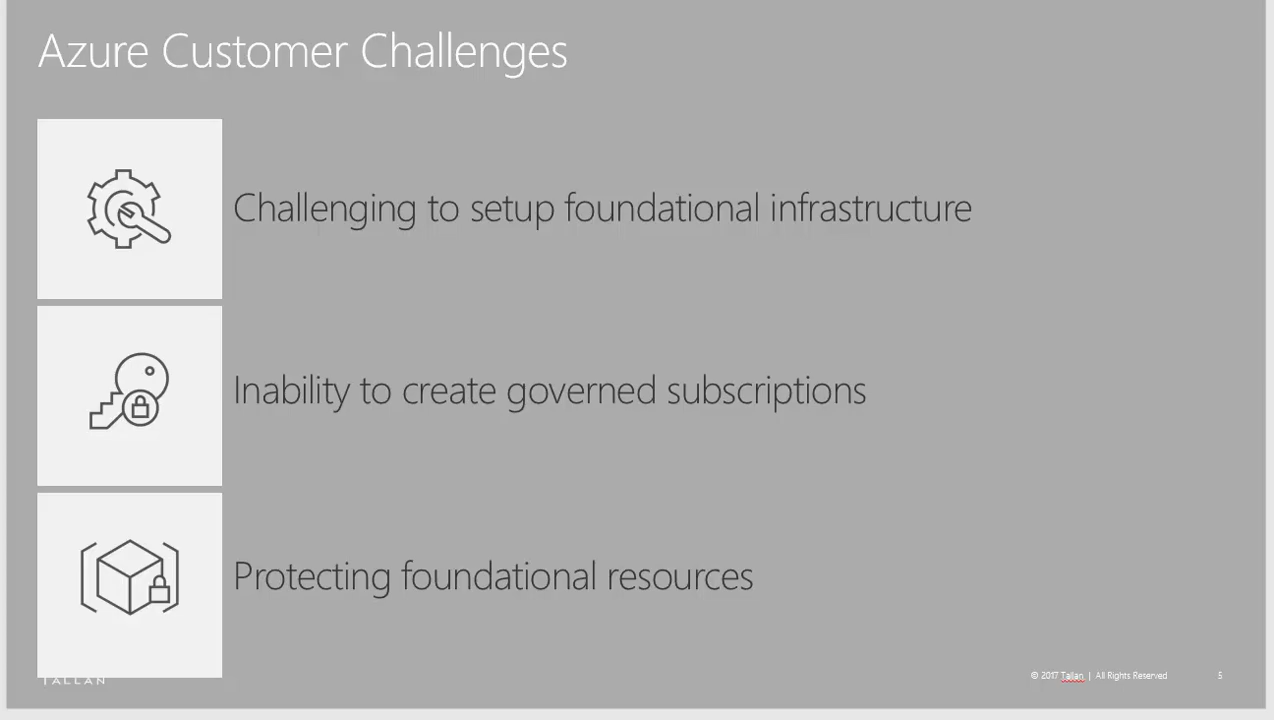 Azure Customer Challenges
Challenging to setup foundational infrastructure
Inability to create governed subscriptions
Protecting foundational resources
TALLAN
© 2017 Tallan | All Rights Reserved
5